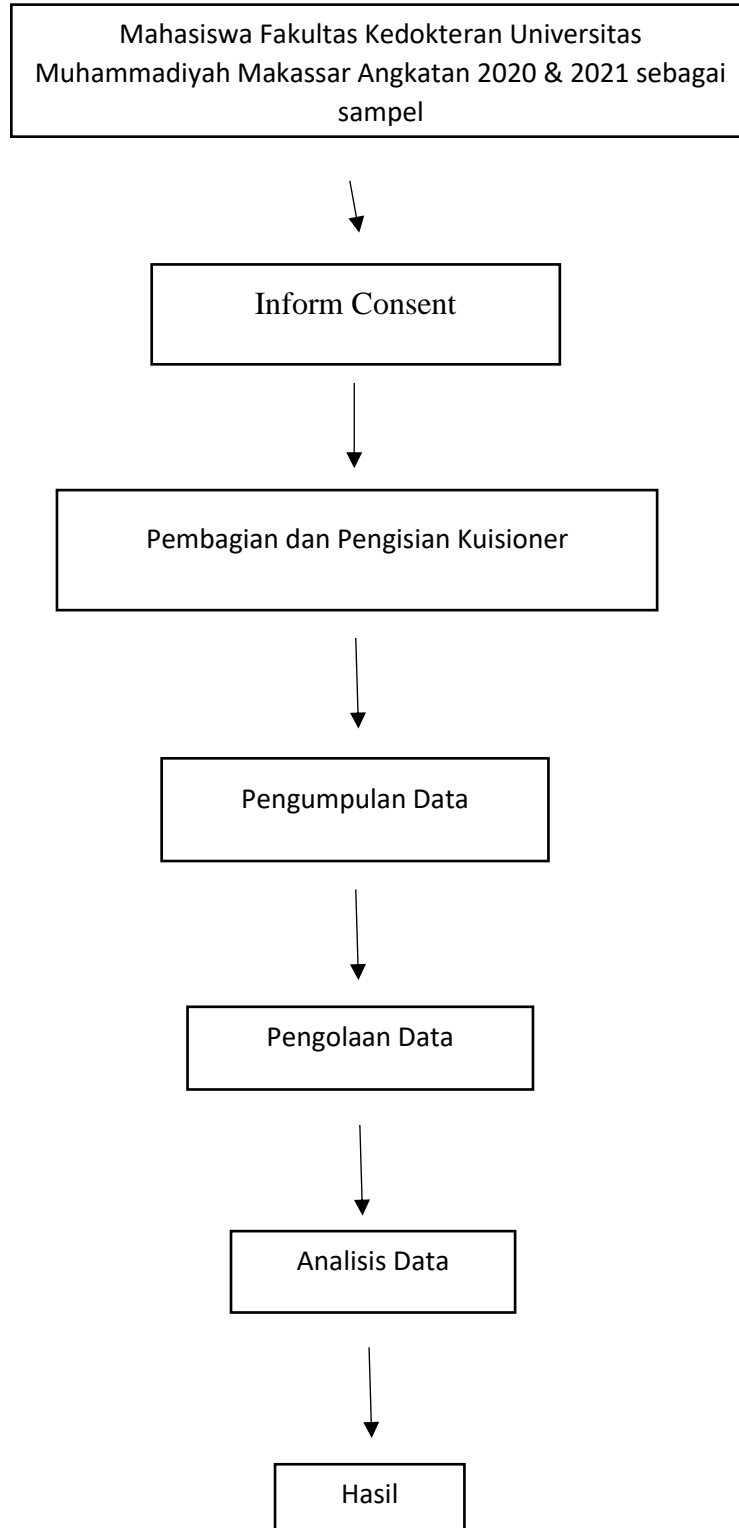 Mahasiswa Fakultas Kedokteran Universitas
Muhammadiyah Makassar Angkatan 2020 & 2021 sebagai
sampel
Inform Consent
Pembagian dan Pengisian Kuisioner
Pengumpulan Data
Pengolaan Data
Analisis Data
Hasil